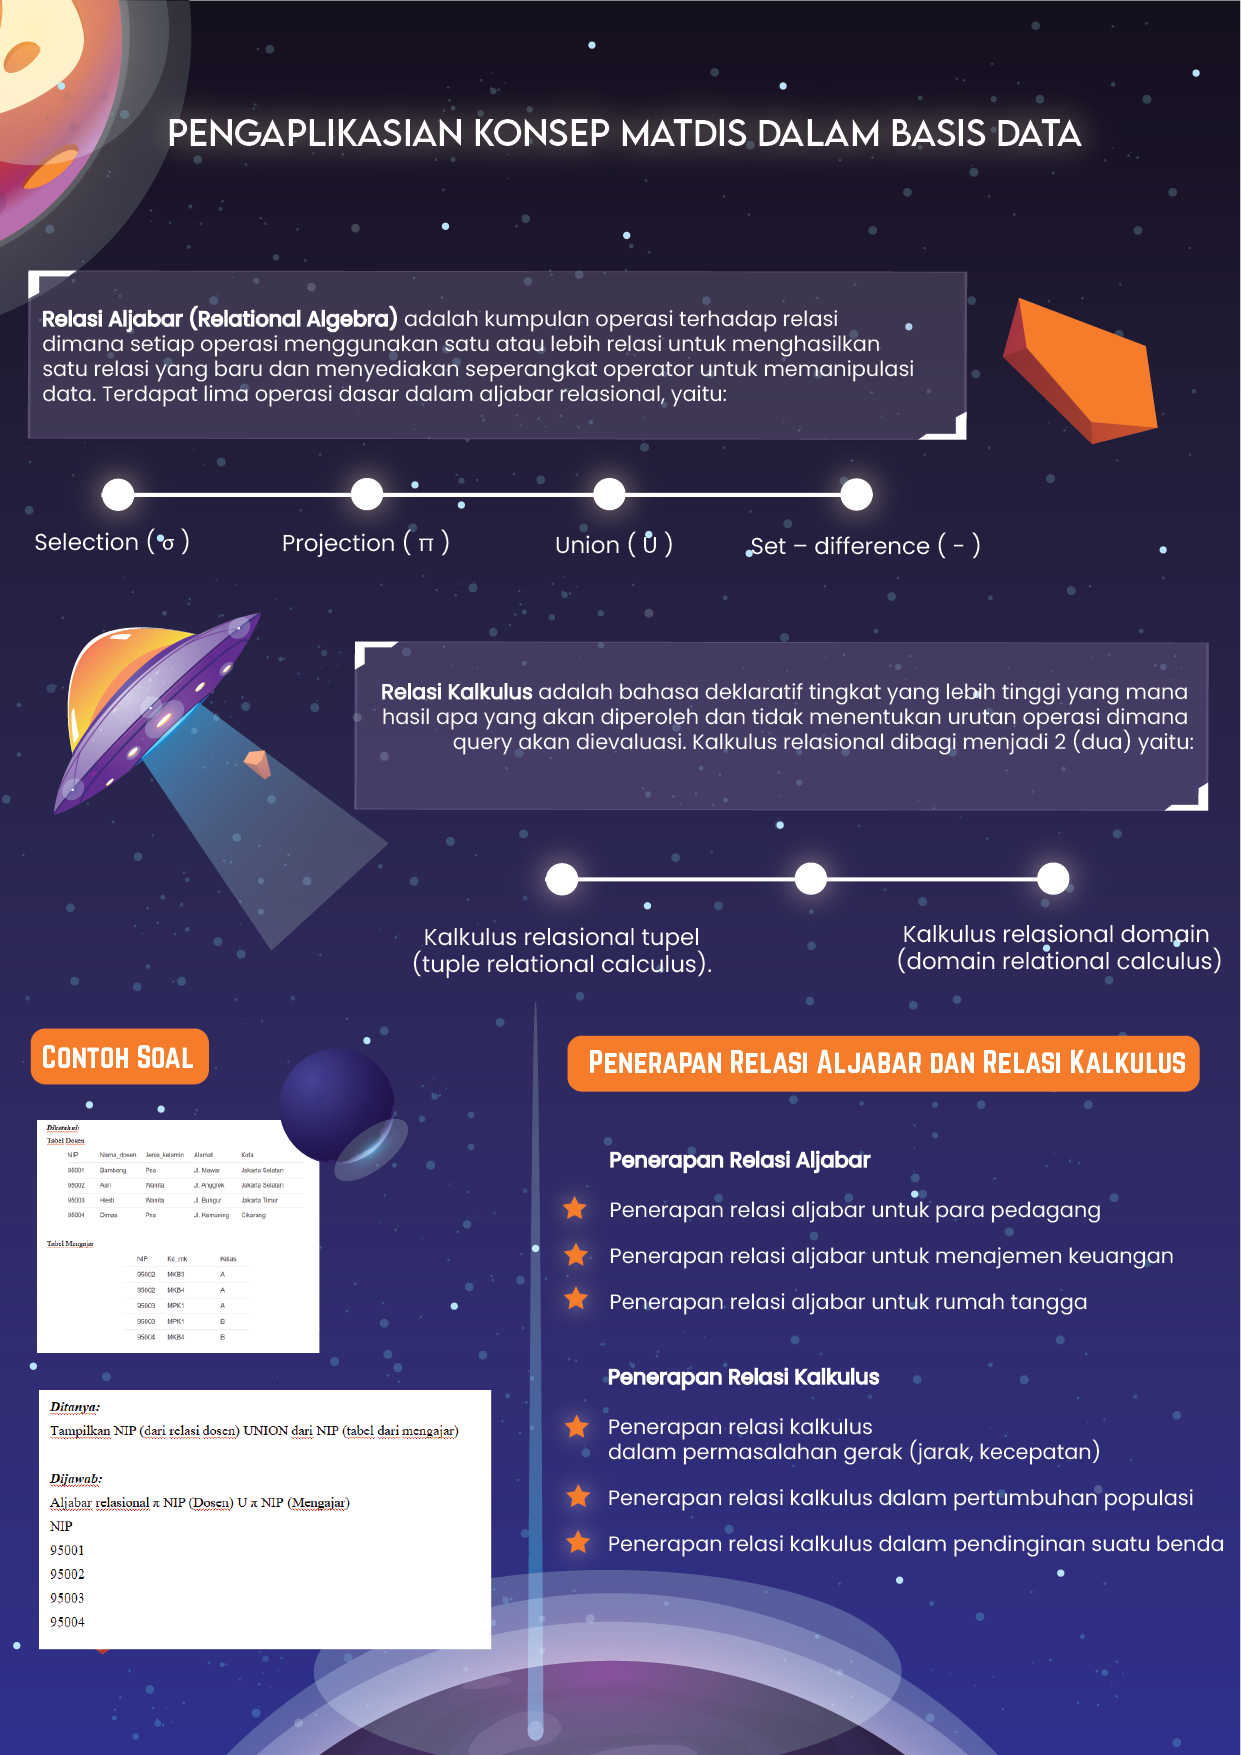 PENGAPLIKASIAN KONSEP MATDIS DALAM BASIS DATA
Relasi Aljabar (Relational Algebra) adalah kumpulan operasi terhadap relasi
dimana setiap operasi menggunakan satu atau lebih relasi untuk menghasilkan
satu relasi yang baru dan menyediakan seperangkat operator untuk memanipulasi
data. Terdapat lima operasi dasar dalam aljabar relasional, yaitu:
Selection ( σ )
Projection ( π )
Union ( U )
Set – difference ( - )
Relasi Kalkulus adalah bahasa deklaratif tingkat yang lebih tinggi yang mana
hasil apa yang akan diperoleh dan tidak menentukan urutan operasi dimana
query akan dievaluasi. Kalkulus relasional dibagi menjadi 2 (dua) yaitu:
Kalkulus relasional tupel
(tuple relational calculus).
Kalkulus relasional domain
(domain relational calculus)
CONTOH SOAL
Diketahui:
Tabel Dosen
NIP Nama_dosen Jenis_kelamin Alamat Kota
95001 Bambang Pria Jl. Mawar Jakarta Selatan
95002 Asri Wanita Jl. Anggrek Jakarta Selatan
95003 Hesti Wanita Jl. Bungur Jakarta Timur
95004 Dimas Pria Jl. Kemuning Cikarang
Tabel Mengajar
NIP Kd_mk Kelas
95002 MKB3 A
95002 MKB4 A
95003 MPK1 A
95003 MPK1 B
95004 MKB4 B
Ditanya:
Tampilkan NIP (dari relasi dosen) UNION dari NIP (tabel dari mengajar)
Dijawab:
Aljabar relasional π NIP (Dosen) U π NIP (Mengajar)
NIP
95001
95002
95003
95004
PENERAPAN RELASI ALJABAR DAN RELASI KALKULUS
Penerapan Relasi Aljabar
Penerapan relasi aljabar untuk para pedagang
Penerapan relasi aljabar untuk menajemen keuangan
Penerapan relasi aljabar untuk rumah tangga
Penerapan Relasi Kalkulus
Penerapan relasi kalkulus
dalam permasalahan gerak (jarak, kecepatan)
Penerapan relasi kalkulus dalam pertumbuhan populasi
Penerapan relasi kalkulus dalam pendinginan suatu benda